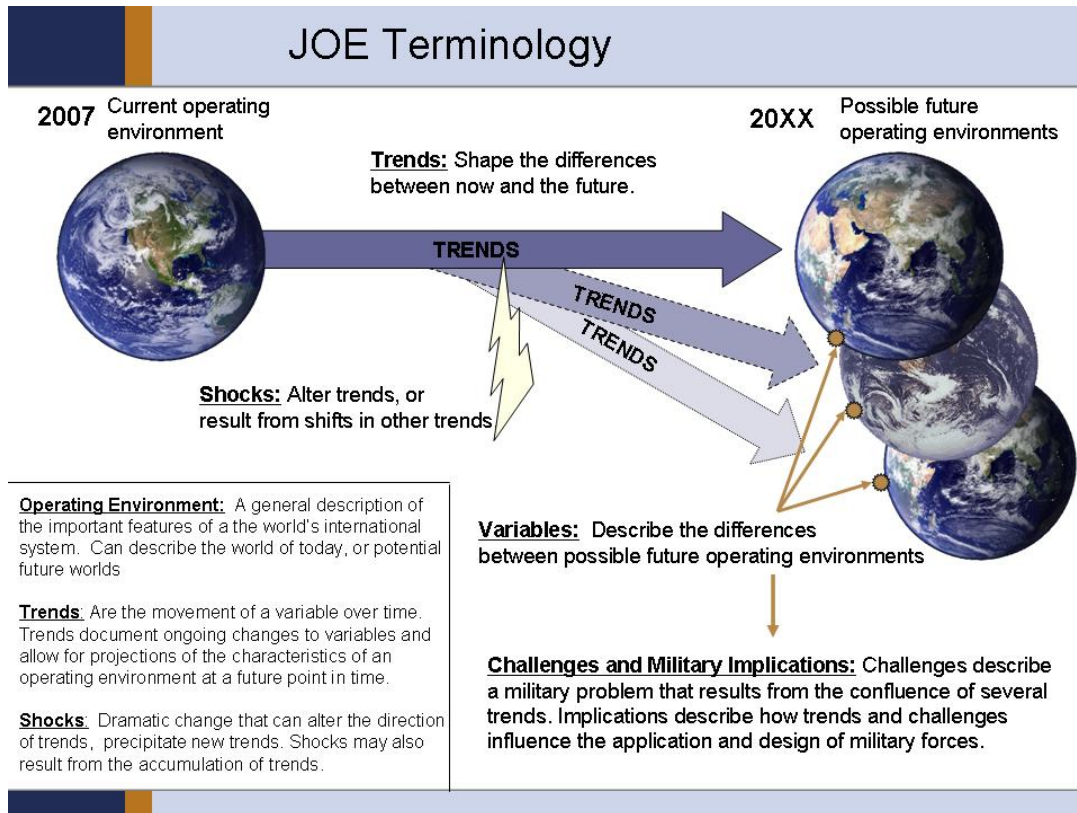 JOE Terminology
2007 Current operating
environment
20XX Possible future
operating environments
Trends: Shape the differences
between now and the future.
TRENDS
TRENDS
TRENDS
Shocks: Alter trends, or
result from shifts in other trends
Operating Environment: A general description of
the important features of a the world's international
system. Can describe the world of today, or potential
future worlds
Trends: Are the movement of a variable over time.
Trends document ongoing changes to variables and
allow for projections of the characteristics of an
operating environment at a future point in time.
Shocks: Dramatic change that can alter the direction
of trends, precipitate new trends. Shocks may also
result from the accumulation of trends.
Variables: Describe the differences
between possible future operating environments
Challenges and Military Implications: Challenges describe
a military problem that results from the confluence of several
trends. Implications describe how trends and challenges
influence the application and design of military forces.